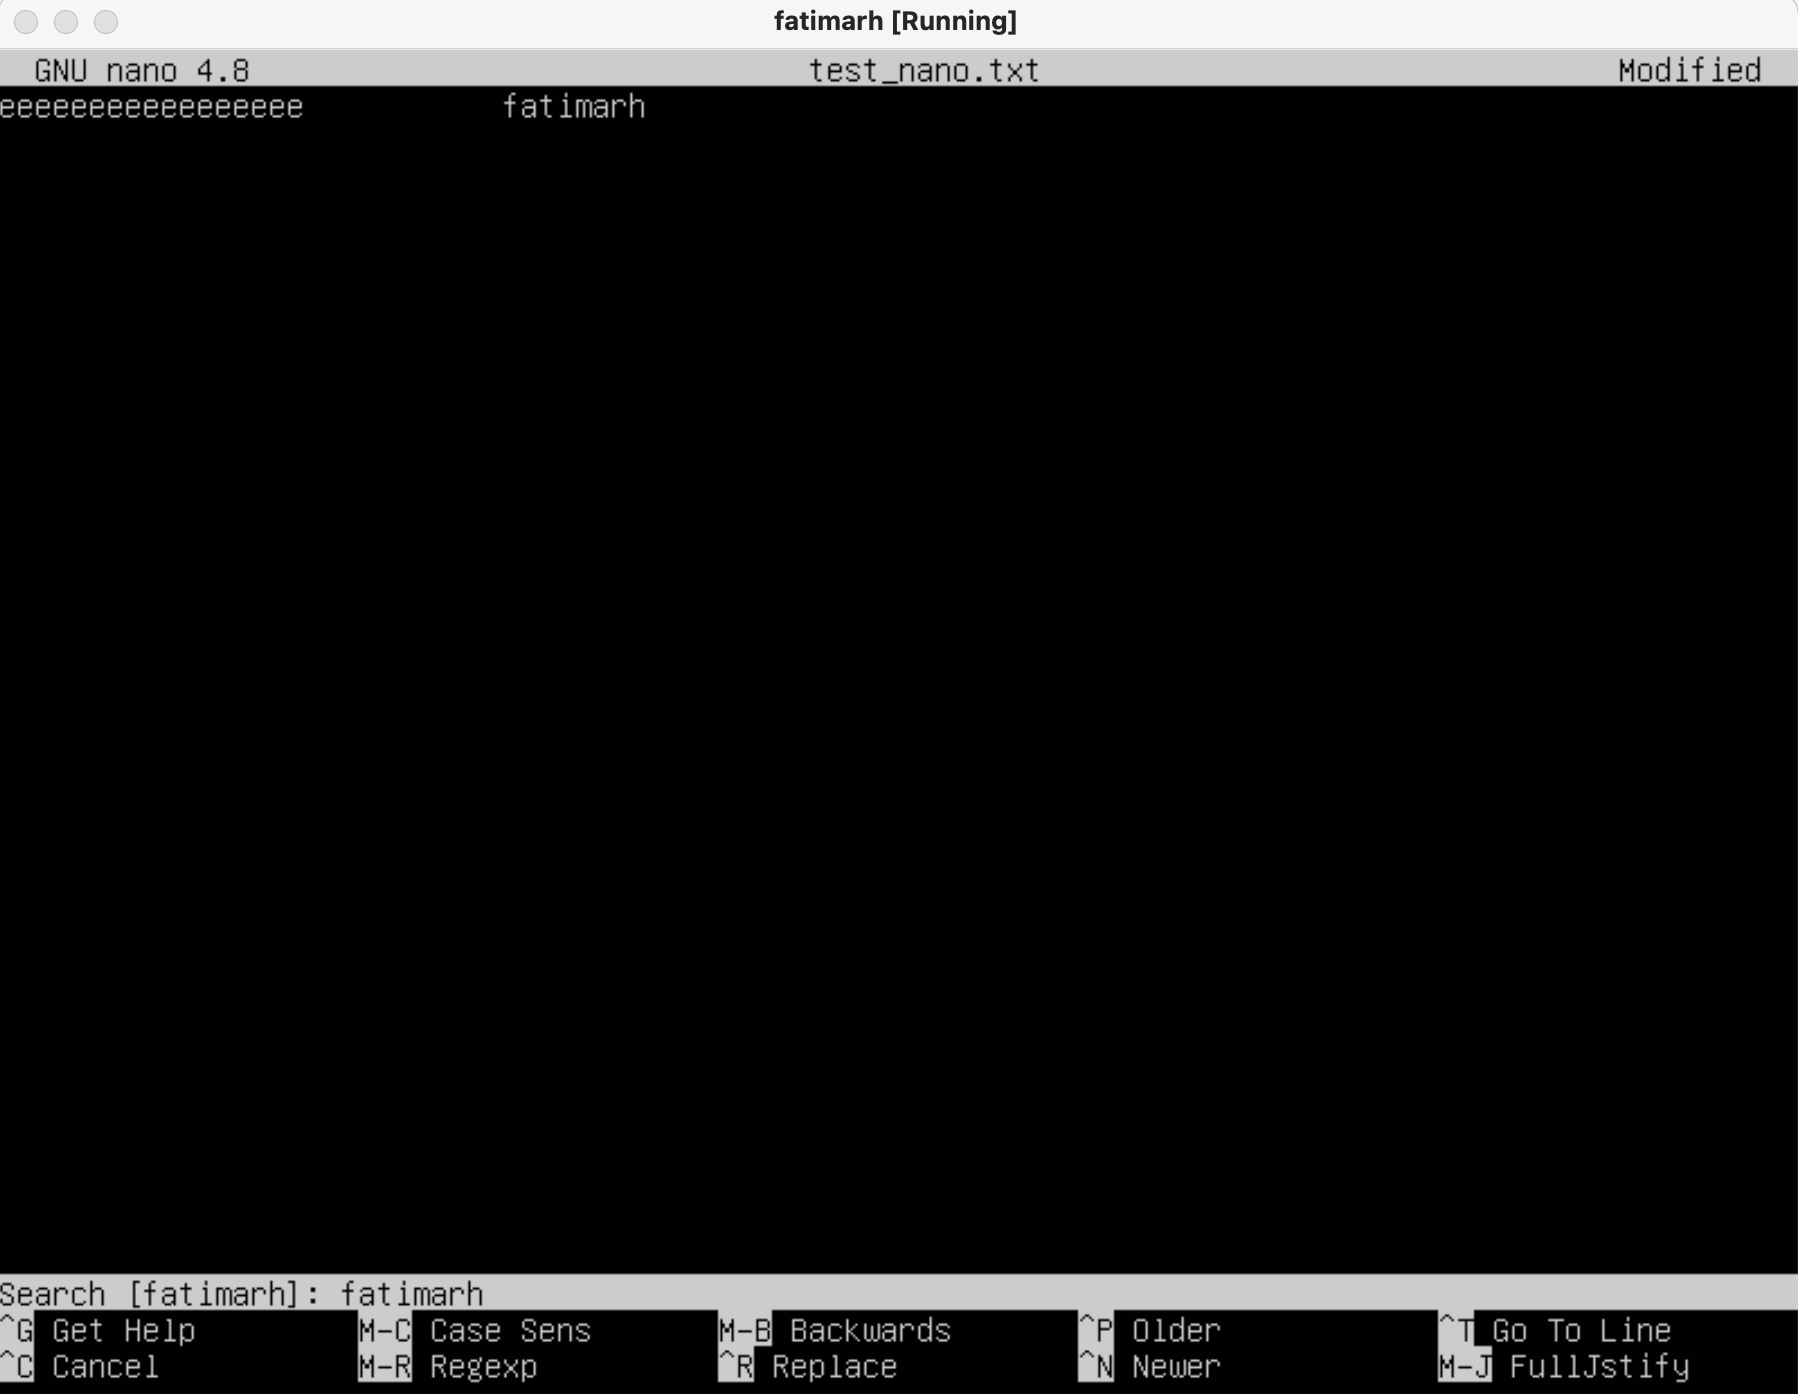 fatimarh [Running]
GNU nano 4.8 test_nano.txt Modified
eeeeeeeeeeeeeeeee fatimarh
Search [fatimarh]: fatimarh
^G Get Help M-C Case Sens M-B Backwards ^P Older ^T Go To Line
^C Cancel M-R Regexp ^R Replace ^N Newer M-J FullJstify